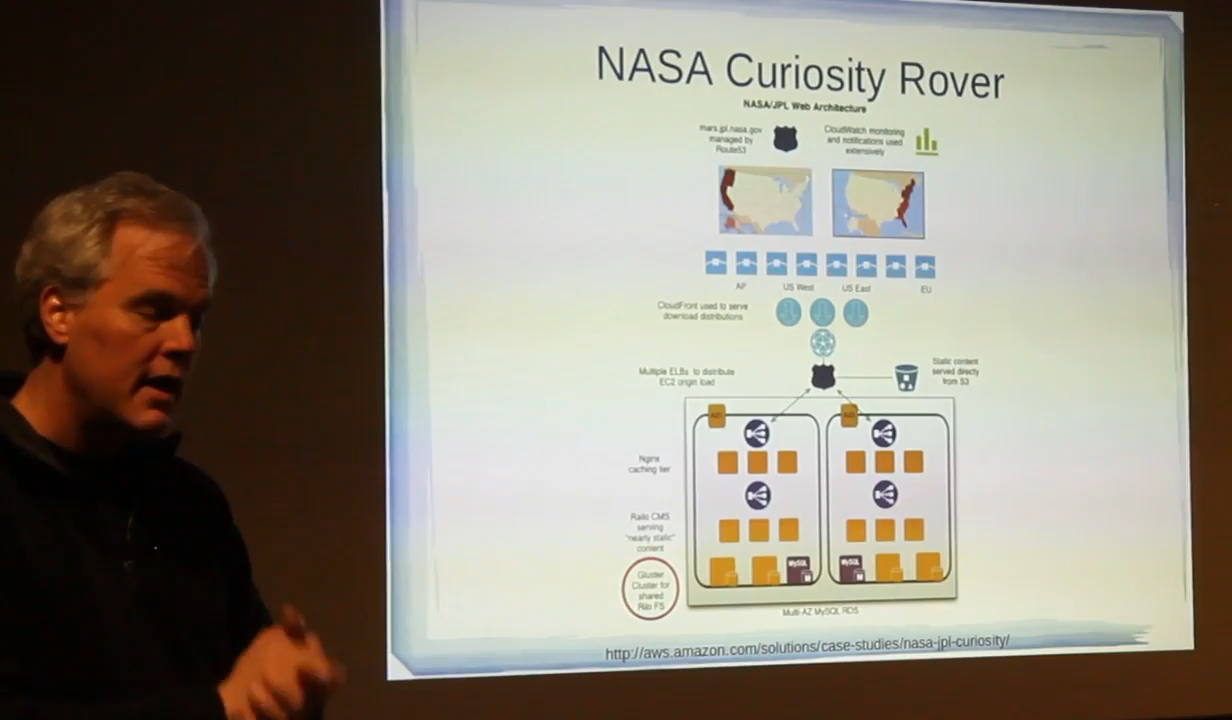 NASA Curiosity Rover
NASA/JPL Web Architecture
mars.jpl.nasa.gov
managed by
Route53
CloudWatch monitoring
and notifications used
extensively
AP
US West
US East
EU
CloudFront used to serve
download distributions
Multiple ELBs to distribute
EC2 origin load
Static content
served directly
from S3
Nginx
caching tier
Railo CMS
serving
"nearly static"
content
MySQL
MySQL
Gluster
Cluster for
shared
FS
Multi-AZ MySQL RDS
http://aws.amazon.com/solutions/case-studies/nasa-jpl-curiosity/